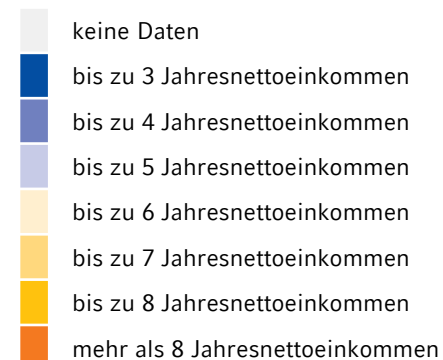 keine Daten
bis zu 3 Jahresnettoeinkommen
bis zu 4 Jahresnettoeinkommen
bis zu 5 Jahresnettoeinkommen
bis zu 6 Jahresnettoeinkommen
bis zu 7 Jahresnettoeinkommen
bis zu 8 Jahresnettoeinkommen
mehr als 8 Jahresnettoeinkommen